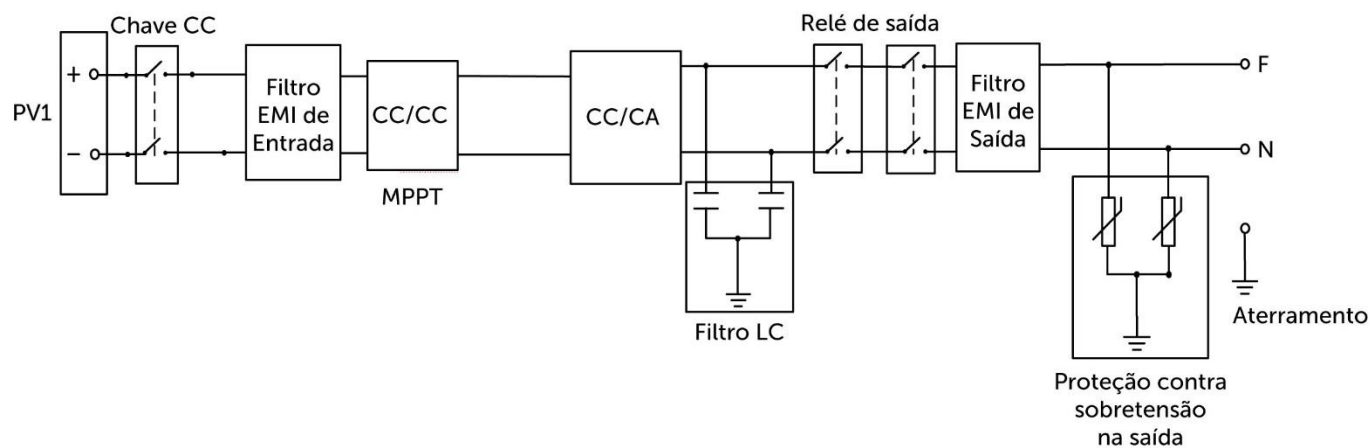 Chave CC
Relé de saída
PV1
+
−
Filtro
EMI de
Entrada
CC/CC
MPPT
CC/CA
Filtro LC
Filtro
EMI de
Saída
F
N
Aterramento
Proteção contra
sobretensão
na saída